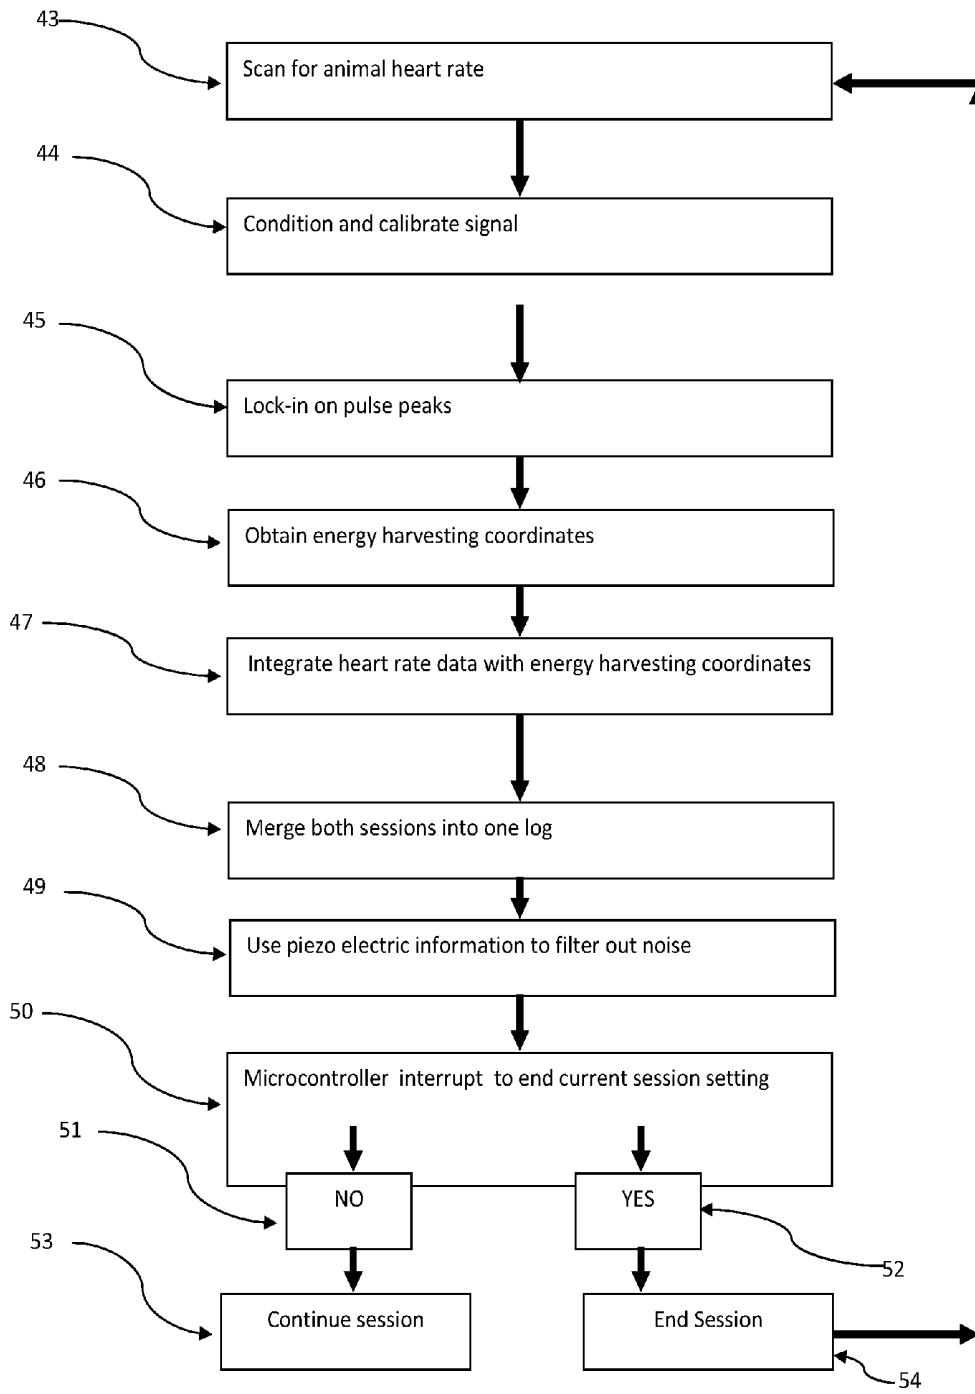 43
Scan for animal heart rate
44
Condition and calibrate signal
45
Lock-in on pulse peaks
46
Obtain energy harvesting coordinates
47
Integrate heart rate data with energy harvesting coordinates
48
Merge both sessions into one log
49
Use piezo electric information to filter out noise
50
Microcontroller interrupt to end current session setting
51
NO
YES
52
53
Continue session
End Session
54